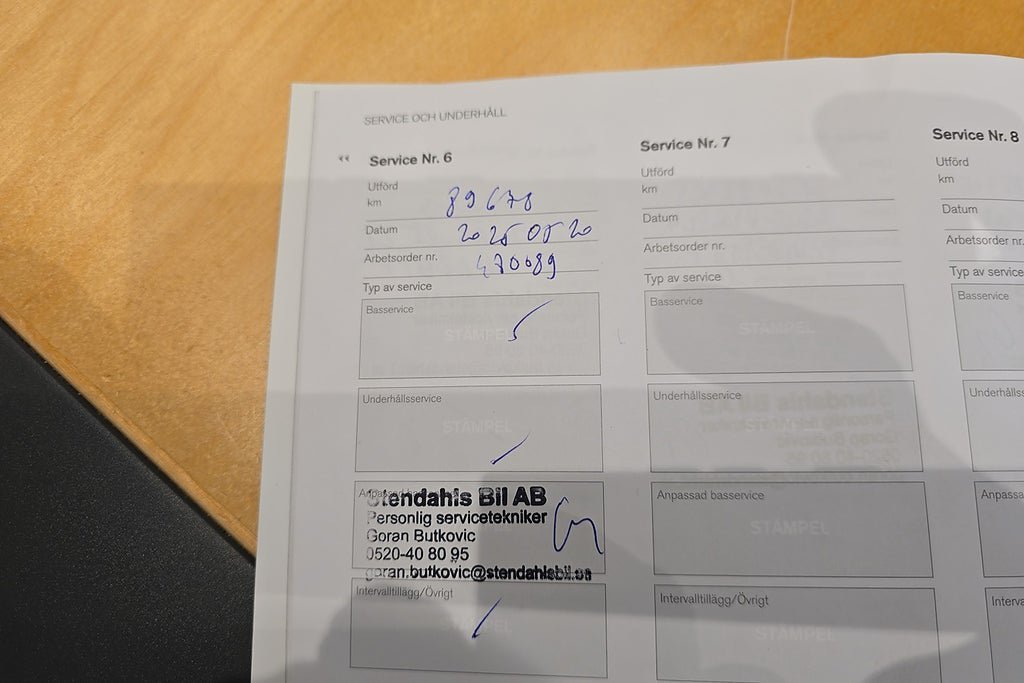 SERVICE OCH UNDERHÅLL
Service Nr. 6
Utförd
km 89678
Datum 2025 05 20
Arbetsorder nr. 470089
Typ av service
Basservice
STÄMPEL
Underhållsservice
STÄMPEL
Stendahls Bil AB
Personlig servicetekniker
Goran Butkovic
0520-40 80 95
goran.butkovic@stendahlsbil.se
Intervalltillägg/Övrigt
Service Nr. 7
Utförd
km
Datum
Arbetsorder nr.
Typ av service
Basservice
STÄMPEL
Underhållsservice
Anpassad basservice
STÄMPEL
Intervalltillägg/Övrigt
STÄMPEL
Service Nr. 8
Utförd
km
Datum
Arbetsorder nr.
Typ av service
Basservice